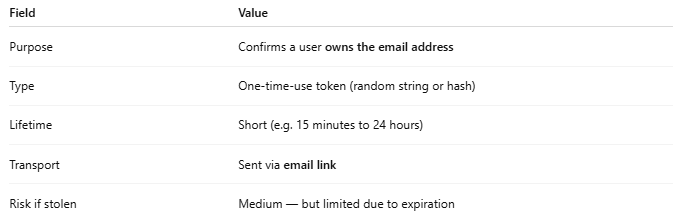 Field Value
Purpose Confirms a user owns the email address
Type One-time-use token (random string or hash)
Lifetime Short (e.g. 15 minutes to 24 hours)
Transport Sent via email link
Risk if stolen Medium — but limited due to expiration